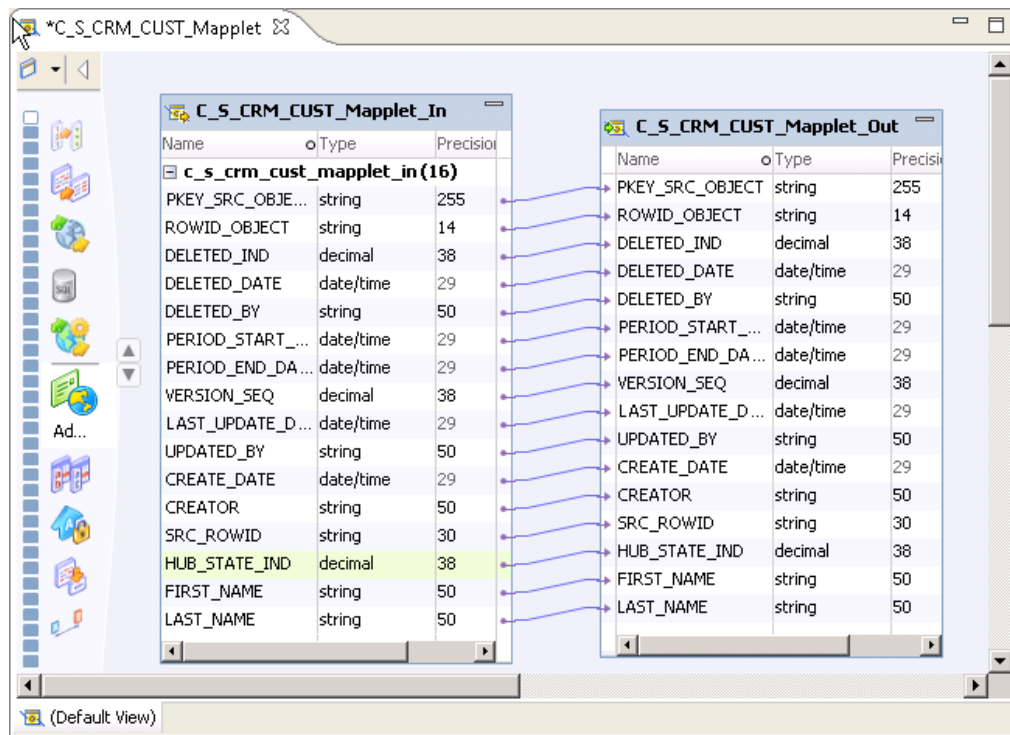 *C_S_CRM_CUST_Mapplet
C_S_CRM_CUST_Mapplet_In
Name Type Precision
c_s_crm_cust_mapplet_in (16)
PKEY_SRC_OBJE... string 255
ROWID_OBJECT string 14
DELETED_IND decimal 38
DELETED_DATE date/time 29
DELETED_BY string 50
PERIOD_START_... date/time 29
PERIOD_END_DA... date/time 29
VERSION_SEQ decimal 38
LAST_UPDATE_D... date/time 29
UPDATED_BY string 50
CREATE_DATE date/time 29
CREATOR string 50
SRC_ROWID string 30
HUB_STATE_IND decimal 38
FIRST_NAME string 50
LAST_NAME string 50
C_S_CRM_CUST_Mapplet_Out
Name Type Precisi
PKEY_SRC_OBJECT string 255
ROWID_OBJECT string 14
DELETED_IND decimal 38
DELETED_DATE date/time 29
DELETED_BY string 50
PERIOD_START_... date/time 29
PERIOD_END_DA... date/time 29
VERSION_SEQ decimal 38
LAST_UPDATE_D... date/time 29
UPDATED_BY string 50
CREATE_DATE date/time 29
CREATOR string 50
SRC_ROWID string 30
HUB_STATE_IND decimal 38
FIRST_NAME string 50
LAST_NAME string 50
SQL
Ad...
(Default View)